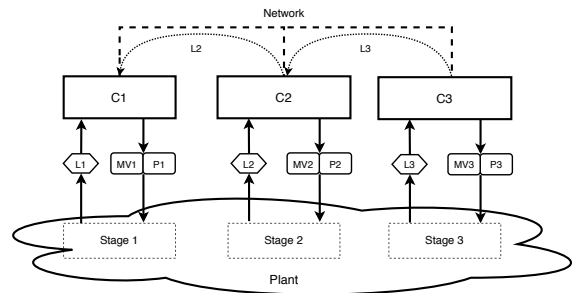 Network
L2
L3
C1
C2
C3
L1
MV1
P1
L2
MV2
P2
L3
MV3
P3
Stage 1
Stage 2
Stage 3
Plant